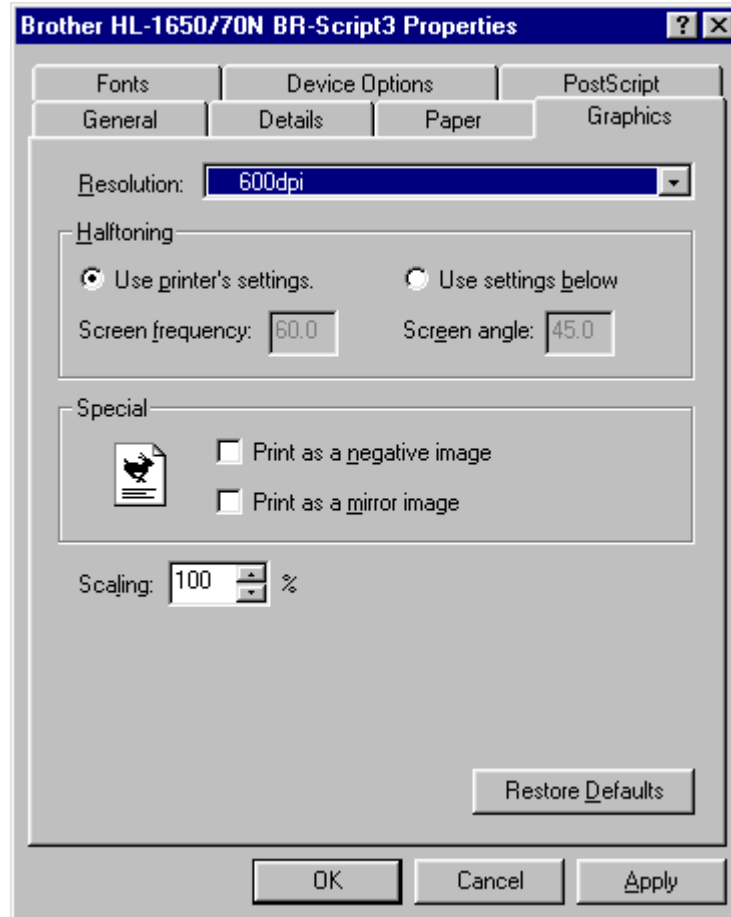 Brother HL-1650/70N BR-Script3 Properties
Fonts Device Options PostScript
General Details Paper Graphics
Resolution: 600dpi
Halftoning
Use printer's settings. Use settings below
Screen frequency: 60.0 Screen angle: 45.0
Special
Print as a negative image
Print as a mirror image
Scaling: 100 %
Restore Defaults
OK Cancel Apply